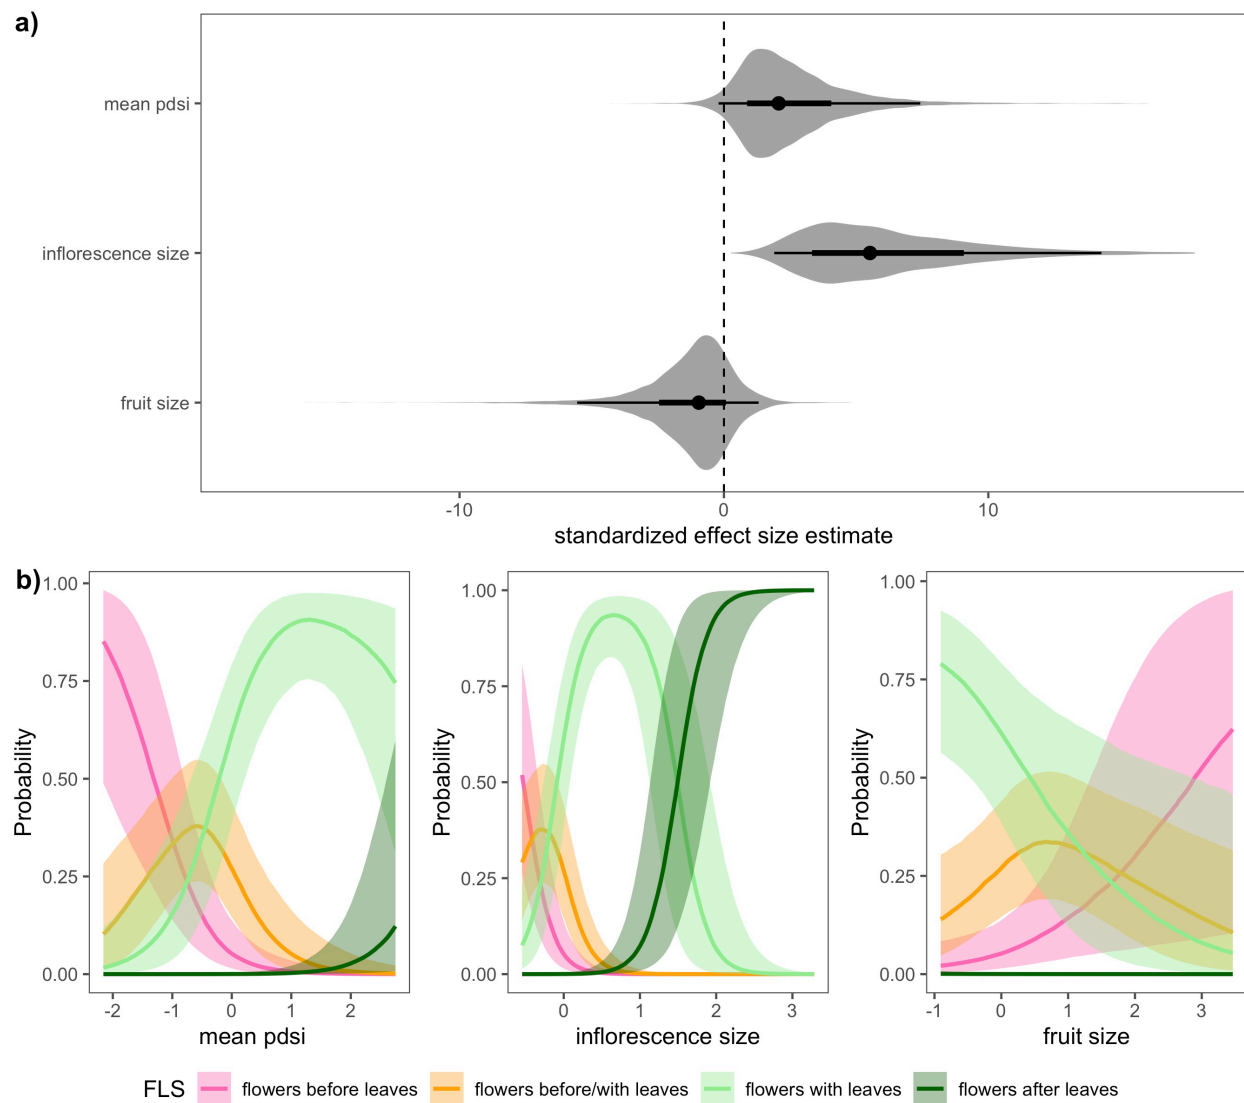 a)
mean pdsi
inflorescence size
fruit size
-10 0 10
standardized effect size estimate
b)
1.00
0.75
0.50
0.25
0.00
Probability
-2 -1 0 1 2
mean pdsi
1.00
0.75
0.50
0.25
0.00
Probability
0 1 2 3
inflorescence size
1.00
0.75
0.50
0.25
0.00
Probability
-1 0 1 2 3
fruit size
FLS flowers before leaves flowers before/with leaves flowers with leaves flowers after leaves